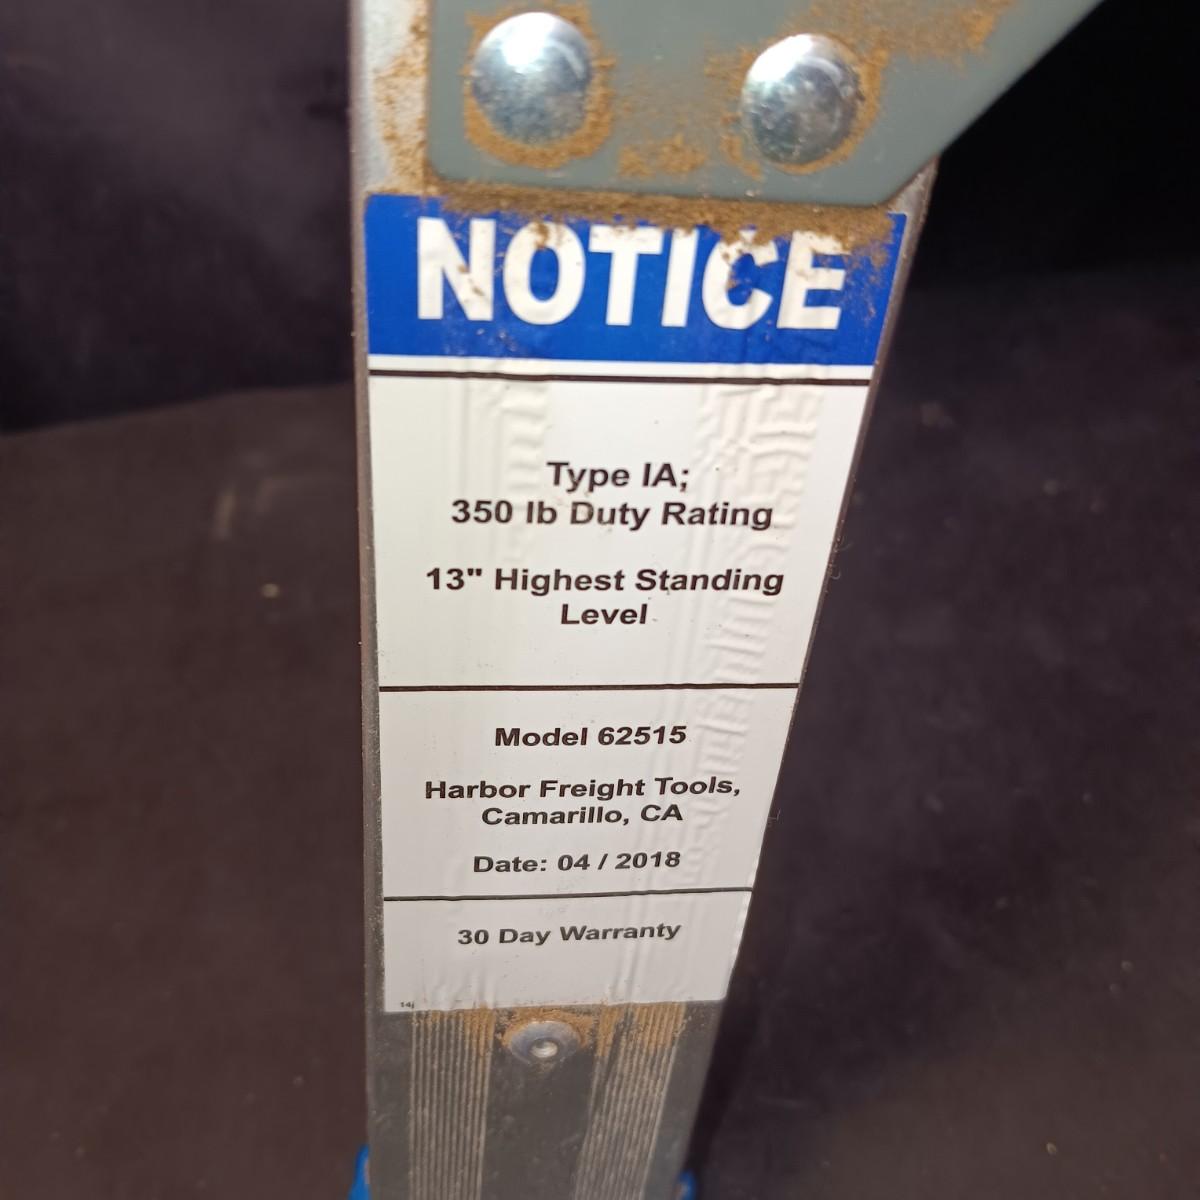 NOTICE
Type IA;
350 lb Duty Rating
13" Highest Standing
Level
Model 62515
Harbor Freight Tools,
Camarillo, CA
Date: 04 / 2018
30 Day Warranty
14j